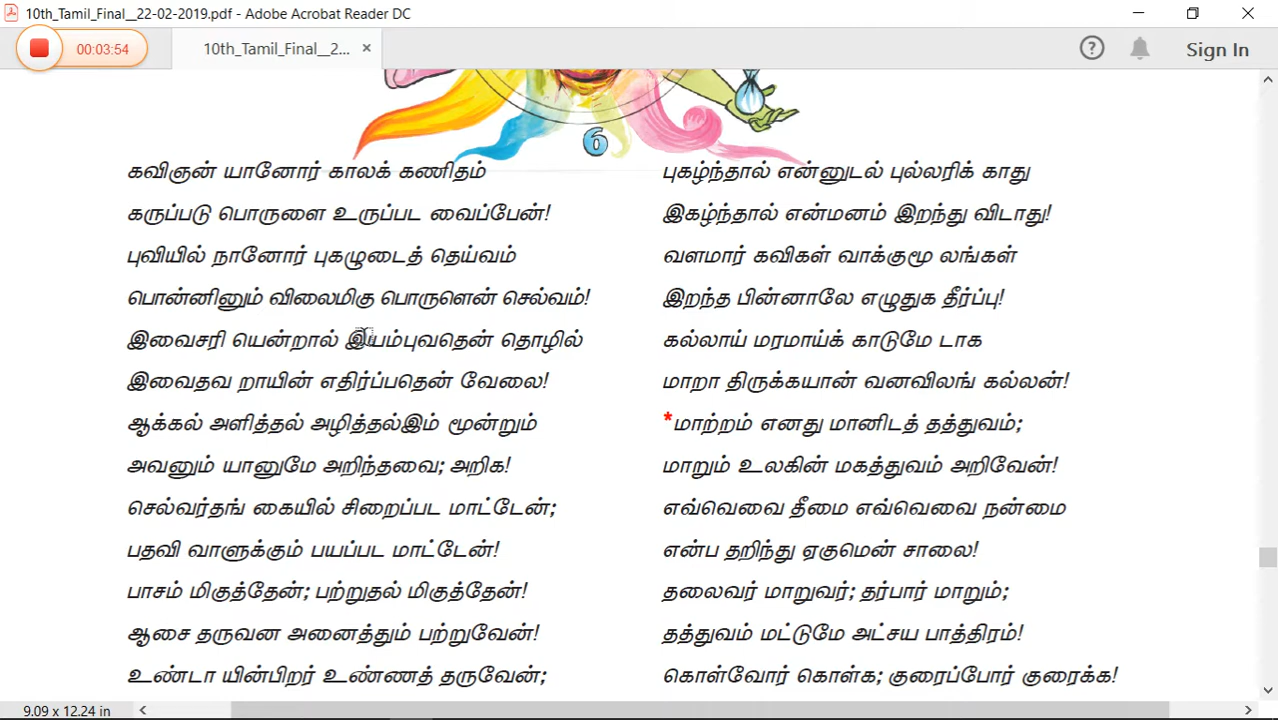 10th_Tamil_Final__22-02-2019.pdf - Adobe Acrobat Reader DC
00:03:54
10th_Tamil_Final__2...
Sign In
6
கவிஞன் யானோர் காலக் கணிதம்
கருப்படு பொருளை உருப்பட வைப்பேன்!
புவியில் நானோர் புகழுடைத் தெய்வம்
பொன்னினும் விலைமிகு பொருளென் செல்வம்!
இவைசரி யென்றால் இயம்புவதென் தொழில்
இவைதவ றாயின் எதிர்ப்பதென் வேலை!
ஆக்கல் அளித்தல் அழித்தல்இம் மூன்றும்
அவனும் யானுமே அறிந்தவை; அறிக!
செல்வர்தங் கையில் சிறைப்பட மாட்டேன்;
பதவி வாளுக்கும் பயப்பட மாட்டேன்!
பாசம் மிகுத்தேன்; பற்றுதல் மிகுத்தேன்!
ஆசை தருவன அனைத்தும் பற்றுவேன்!
உண்டா யின்பிறர் உண்ணத் தருவேன்;
புகழ்ந்தால் என்னுடல் புல்லரிக் காது
இகழ்ந்தால் என்மனம் இறந்து விடாது!
வளமார் கவிகள் வாக்குமூ லங்கள்
இறந்த பின்னாலே எழுதுக தீர்ப்பு!
கல்லாய் மரமாய்க் காடுமே டாக
மாறா திருக்கயான் வனவிலங் கல்லன்!
*மாற்றம் எனது மானிடத் தத்துவம்;
மாறும் உலகின் மகத்துவம் அறிவேன்!
எவ்வெவை தீமை எவ்வெவை நன்மை
என்ப தறிந்து ஏகுமென் சாலை!
தலைவர் மாறுவர்; தர்பார் மாறும்;
தத்துவம் மட்டுமே அட்சய பாத்திரம்!
கொள்வோர் கொள்க; குரைப்போர் குரைக்க!
9.09 x 12.24 in